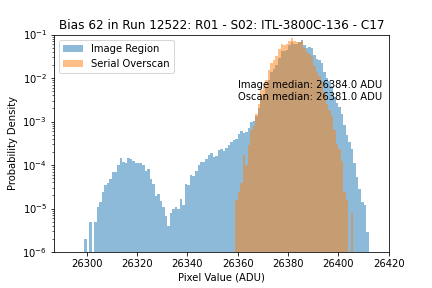 Bias 62 in Run 12522: R01 - S02: ITL-3800C-136 - C17
Image Region
Serial Overscan
Image median: 26384.0 ADU
Oscan median: 26381.0 ADU
Probability Density
10^-1
10^-2
10^-3
10^-4
10^-5
10^-6
26300 26320 26340 26360 26380 26400 26420
Pixel Value (ADU)